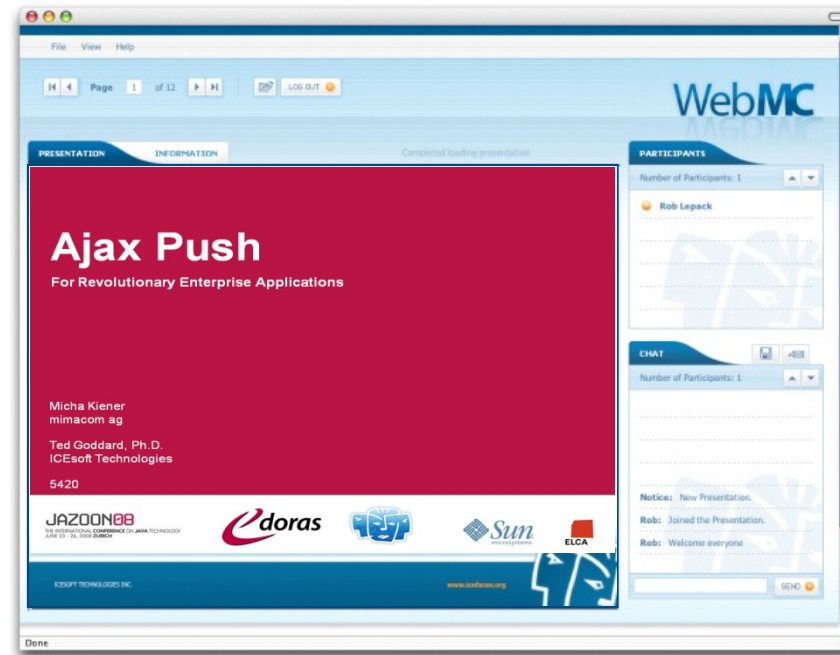 File View Help
Page 1 of 12
LOG OUT
WebMC
PRESENTATION INFORMATION
Completed loading presentation
PARTICIPANTS
Number of Participants: 1
Rob Lepack
Ajax Push
For Revolutionary Enterprise Applications
Micha Kiener
mimacom ag
Ted Goddard, Ph.D.
ICEsoft Technologies
5420
JAZOON08
THE INTERNATIONAL CONFERENCE ON JAVA TECHNOLOGY
JUNE 23 - 26, 2008 ZURICH
edoras
Sun
microsystems
ELCA
ICESOFT TECHNOLOGIES INC.
www.icefaces.org
CHAT
Number of Participants: 1
Notice: New Presentation.
Rob: Joined the Presentation.
Rob: Welcome everyone
SEND
Done